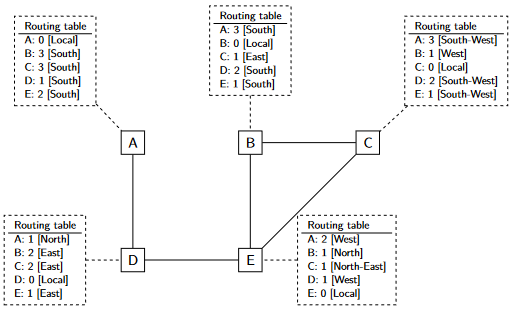 Routing table
A: 0 [Local]
B: 3 [South]
C: 3 [South]
D: 1 [South]
E: 2 [South]
Routing table
A: 3 [South]
B: 0 [Local]
C: 1 [East]
D: 2 [South]
E: 1 [South]
Routing table
A: 3 [South-West]
B: 1 [West]
C: 0 [Local]
D: 2 [South-West]
E: 1 [South-West]
A
B
C
Routing table
A: 1 [North]
B: 2 [East]
C: 2 [East]
D: 0 [Local]
E: 1 [East]
D
E
Routing table
A: 2 [West]
B: 1 [North]
C: 1 [North-East]
D: 1 [West]
E: 0 [Local]